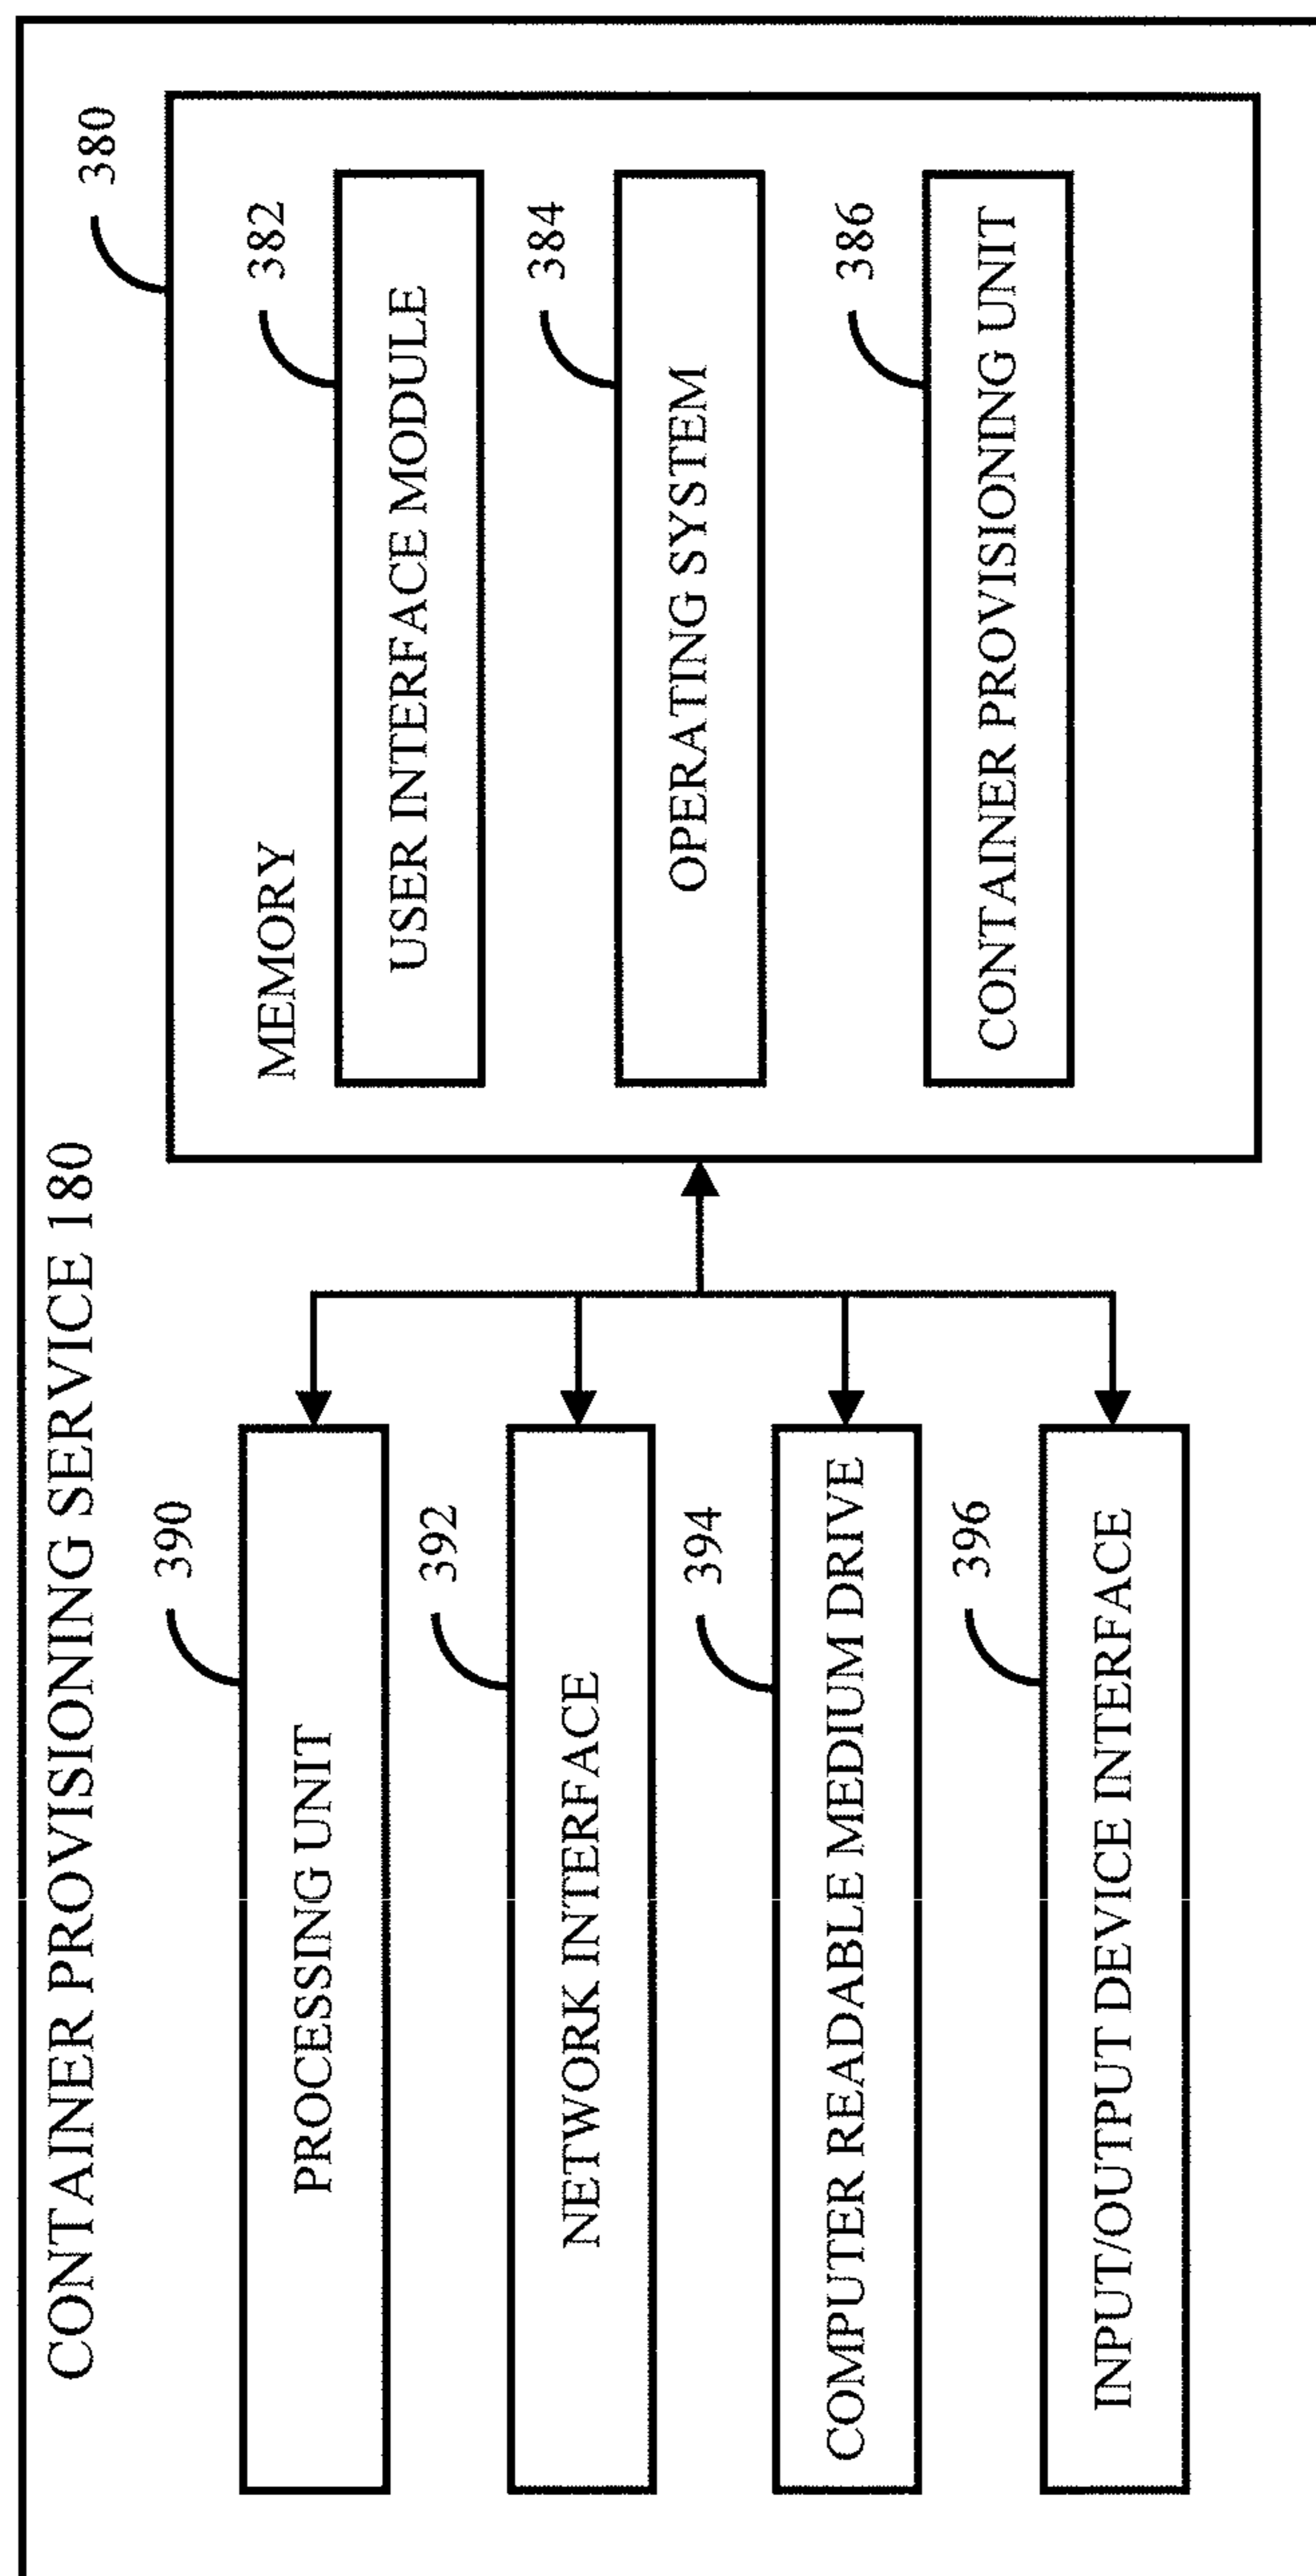 CONTAINER PROVISIONING SERVICE 180
390
PROCESSING UNIT
392
NETWORK INTERFACE
394
COMPUTER READABLE MEDIUM DRIVE
396
INPUT/OUTPUT DEVICE INTERFACE
380
MEMORY
382
USER INTERFACE MODULE
384
OPERATING SYSTEM
386
CONTAINER PROVISIONING UNIT